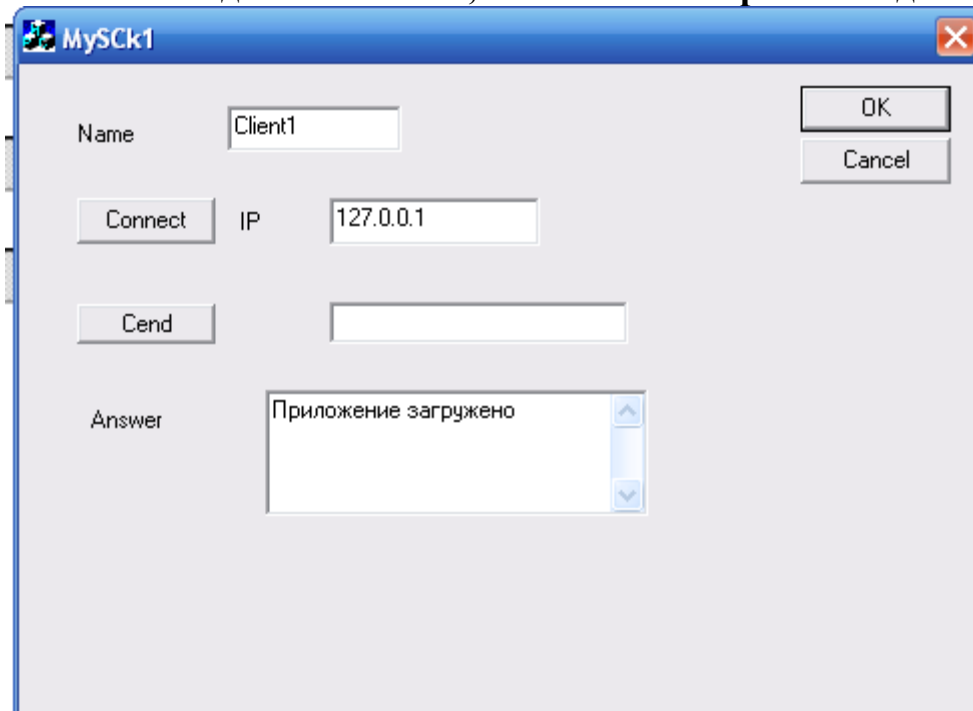 MySCk1
Name Client1 OK
Cancel
Connect IP 127.0.0.1
Cend
Answer Приложение загружено